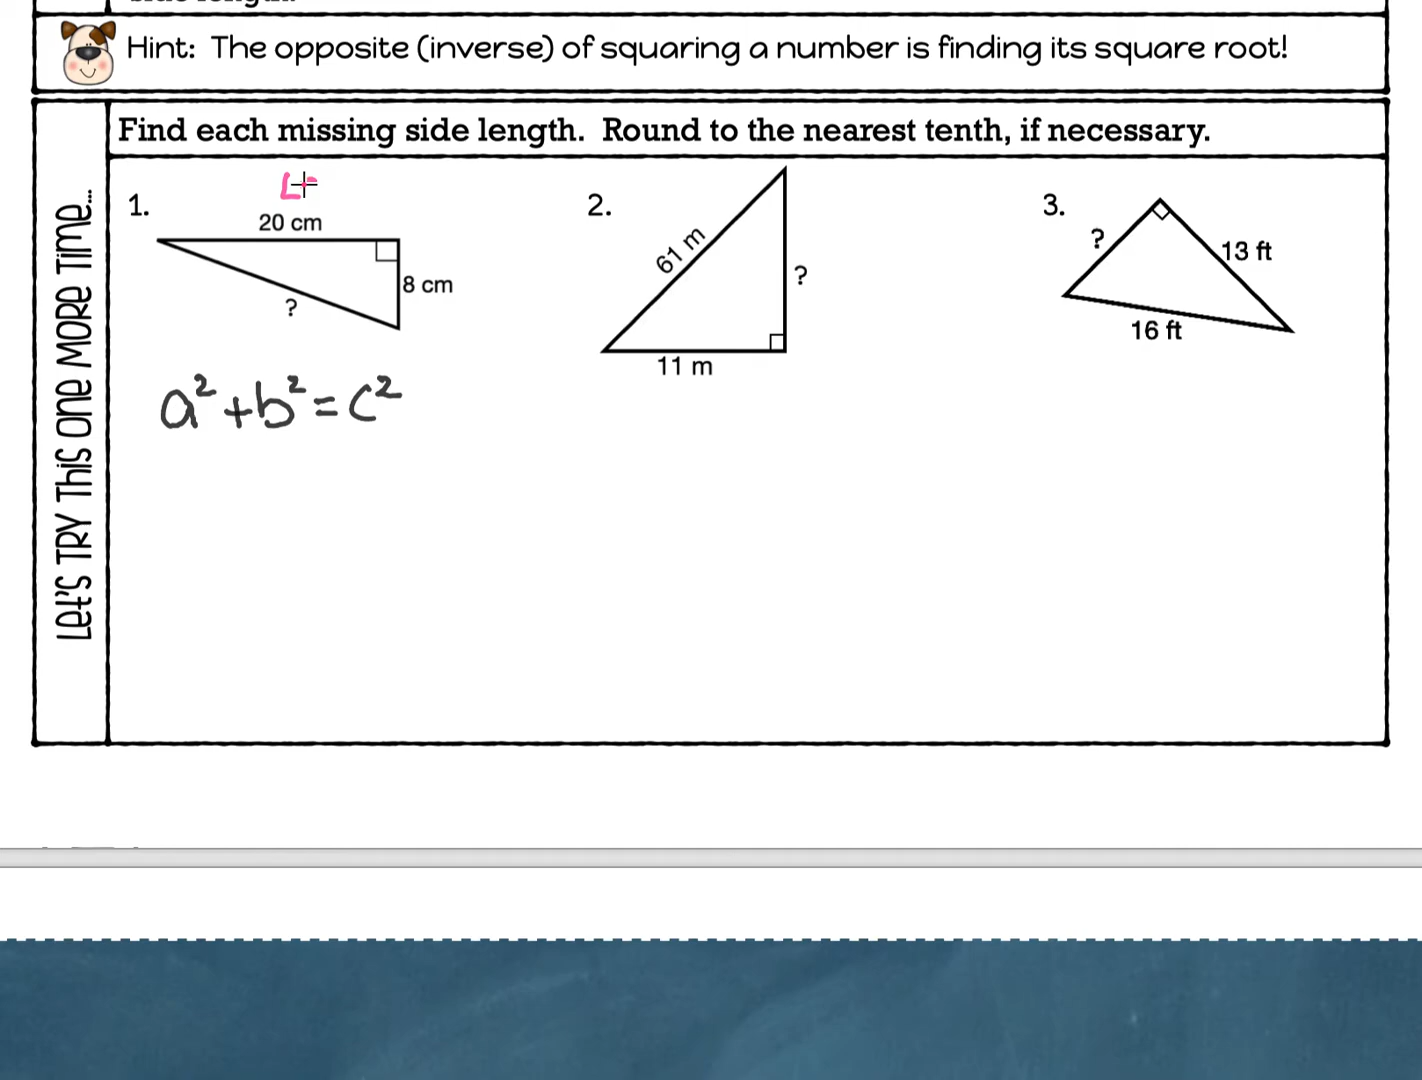 Hint: The opposite (inverse) of squaring a number is finding its square root!
Find each missing side length. Round to the nearest tenth, if necessary.
Let's TRY This One MORe Time...
1.
20 cm
8 cm
?
a²+b²=c²
2.
61 m
?
11 m
3.
?
13 ft
16 ft